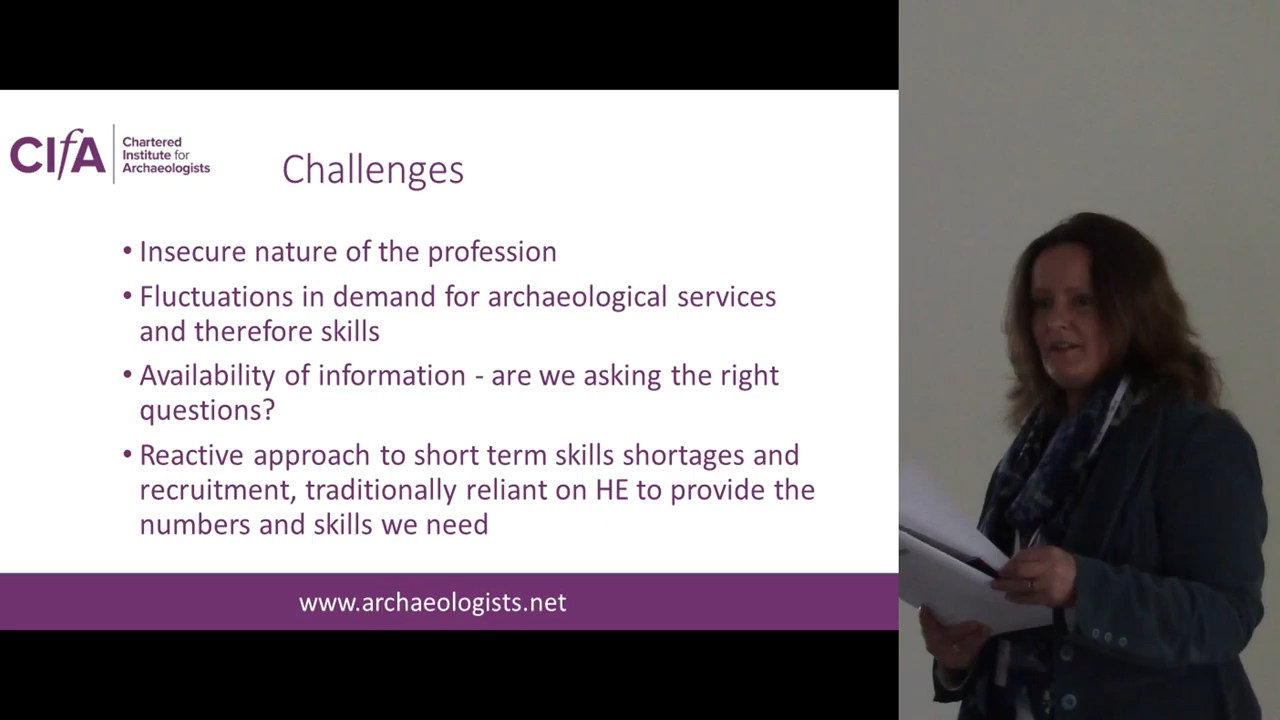 CIfA
Chartered
Institute for
Archaeologists
Challenges
• Insecure nature of the profession
• Fluctuations in demand for archaeological services
and therefore skills
• Availability of information - are we asking the right
questions?
• Reactive approach to short term skills shortages and
recruitment, traditionally reliant on HE to provide the
numbers and skills we need
www.archaeologists.net